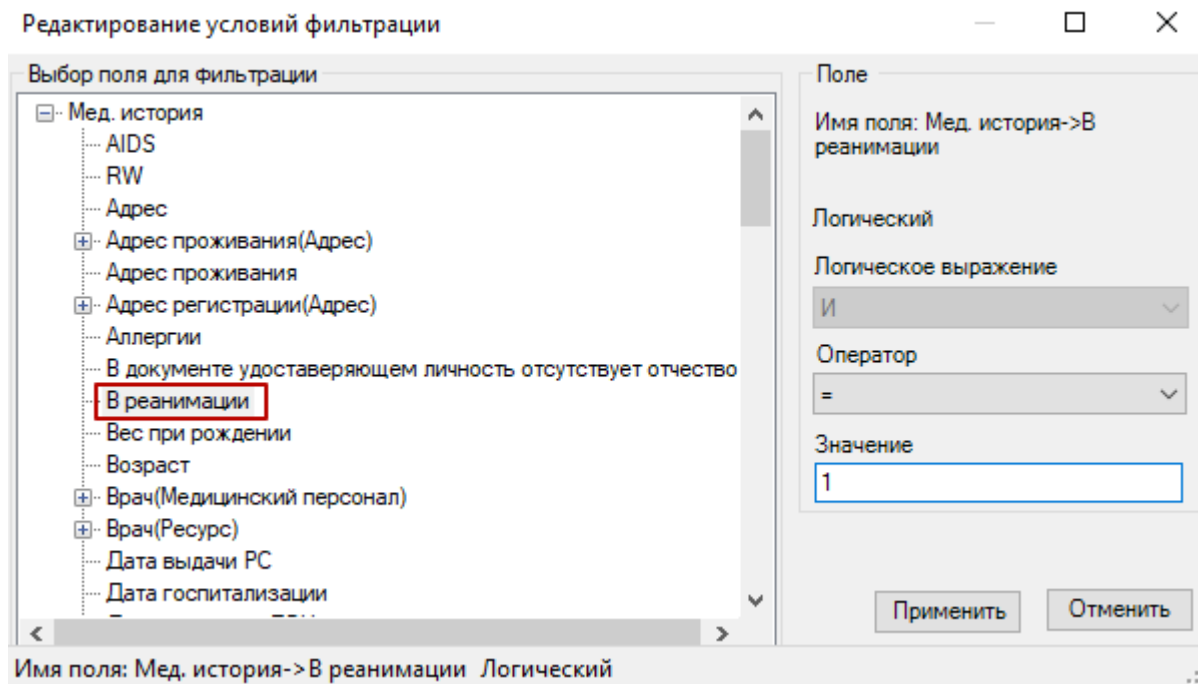 Редактирование условий фильтрации
Выбор поля для фильтрации
Мед. история
AIDS
RW
Адрес
Адрес проживания(Адрес)
Адрес проживания
Адрес регистрации(Адрес)
Аллергии
В документе удоставеряющем личность отсутствует отчество
В реанимации
Вес при рождении
Возраст
Врач(Медицинский персонал)
Врач(Ресурс)
Дата выдачи РС
Дата госпитализации
Поле
Имя поля: Мед. история->В
реанимации
Логический
Логическое выражение
И
Оператор
=
Значение
1
Применить
Отменить
Имя поля: Мед. история->В реанимации Логический